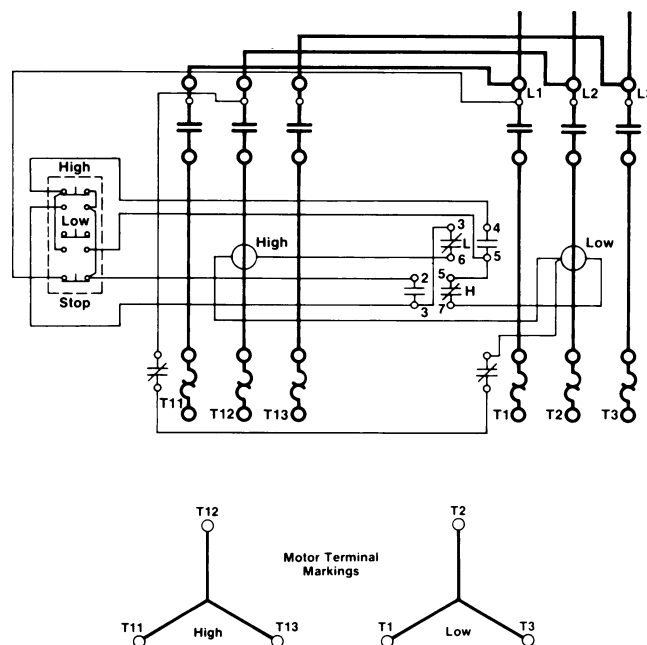 L1 L2 L3
High
Low
Stop
High
3 4
L
6 5
2 5
H
3 7
Low
T11 T12 T13
T1 T2 T3
T12
T2
Motor Terminal
Markings
T11 T13
High
T1 T3
Low